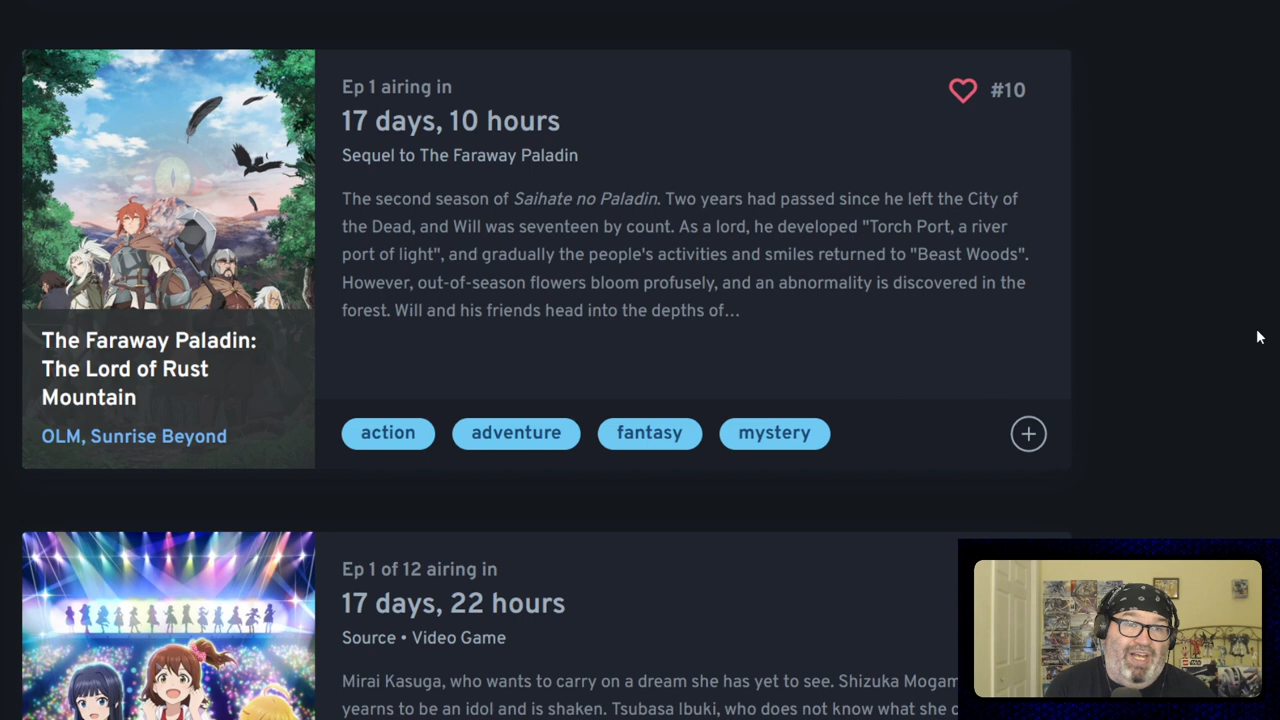 Ep 1 airing in
#10
17 days, 10 hours
Sequel to The Faraway Paladin
The second season of Saihate no Paladin. Two years had passed since he left the City of
the Dead, and Will was seventeen by count. As a lord, he developed "Torch Port, a river
port of light", and gradually the people's activities and smiles returned to "Beast Woods".
However, out-of-season flowers bloom profusely, and an abnormality is discovered in the
forest. Will and his friends head into the depths of...
The Faraway Paladin:
The Lord of Rust
Mountain
OLM, Sunrise Beyond
action adventure fantasy mystery
Ep 1 of 12 airing in
17 days, 22 hours
Source • Video Game
Mirai Kasuga, who wants to carry on a dream she has yet to see. Shizuka Mogam
yearns to be an idol and is shaken. Tsubasa Ibuki, who does not know what she